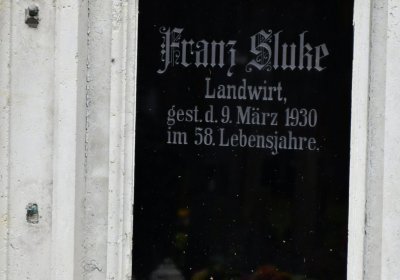 Franz Sluke
Landwirt,
gest. d. 9. März 1930
im 58. Lebensjahre.